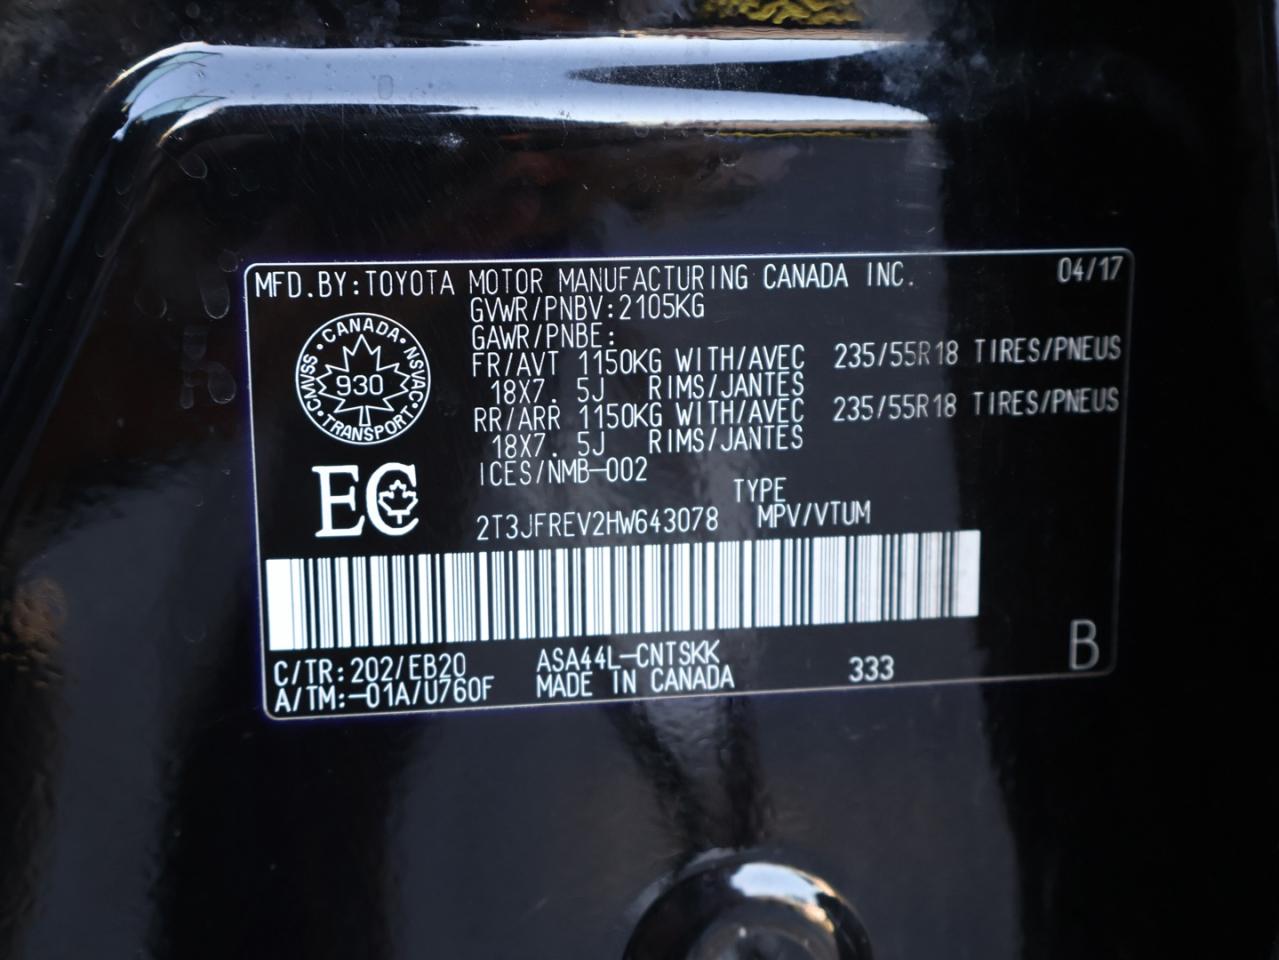 MFD.BY:TOYOTA MOTOR MANUFACTURING CANADA INC. 04/17
GVWR/PNBV:2105KG
GAWR/PNBE:
FR/AVT 1150KG WITH/AVEC 235/55R18 TIRES/PNEUS
18X7. 5J RIMS/JANTES
RR/ARR 1150KG WITH/AVEC 235/55R18 TIRES/PNEUS
18X7. 5J RIMS/JANTES
ICES/NMB-002
•CANADA•
NSVAC•
TRANSPORT
•CMVSS
930
EC
TYPE
2T3JFREV2HW643078 MPV/VTUM
C/TR:202/EB20 ASA44L-CNTSKK 333 B
A/TM:-01A/U760F MADE IN CANADA